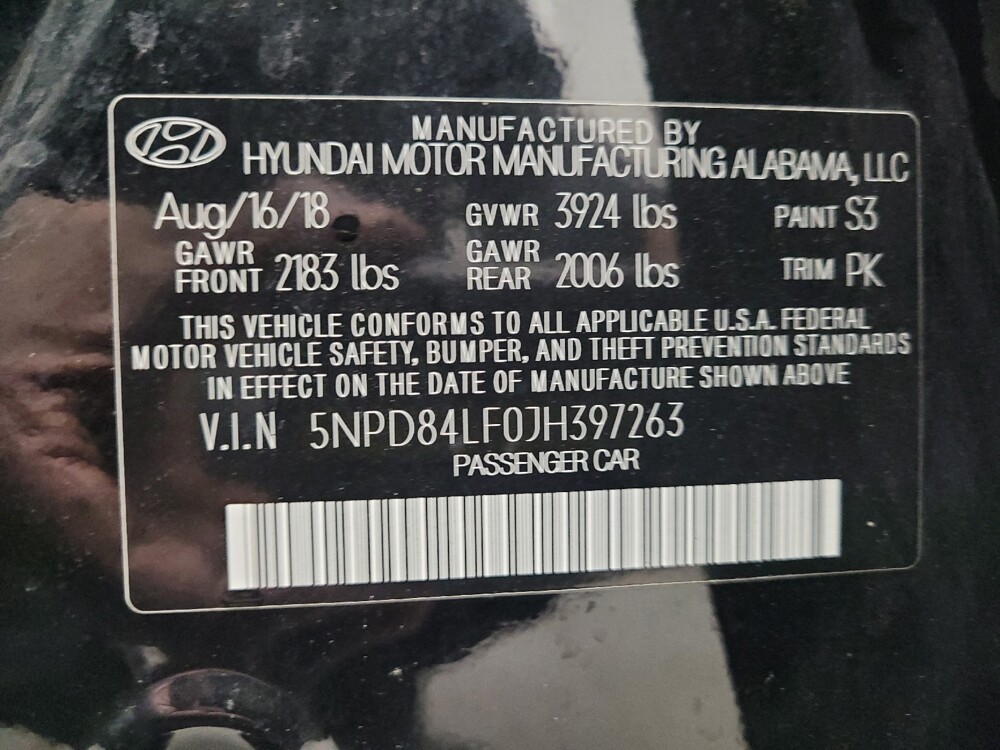 MANUFACTURED BY
HYUNDAI MOTOR MANUFACTURING ALABAMA, LLC
Aug/16/18 GVWR 3924 lbs PAINT S3
GAWR FRONT 2183 lbs GAWR REAR 2006 lbs TRIM PK
THIS VEHICLE CONFORMS TO ALL APPLICABLE U.S.A. FEDERAL
MOTOR VEHICLE SAFETY, BUMPER, AND THEFT PREVENTION STANDARDS
IN EFFECT ON THE DATE OF MANUFACTURE SHOWN ABOVE
V.I.N 5NPD84LF0JH397263
PASSENGER CAR